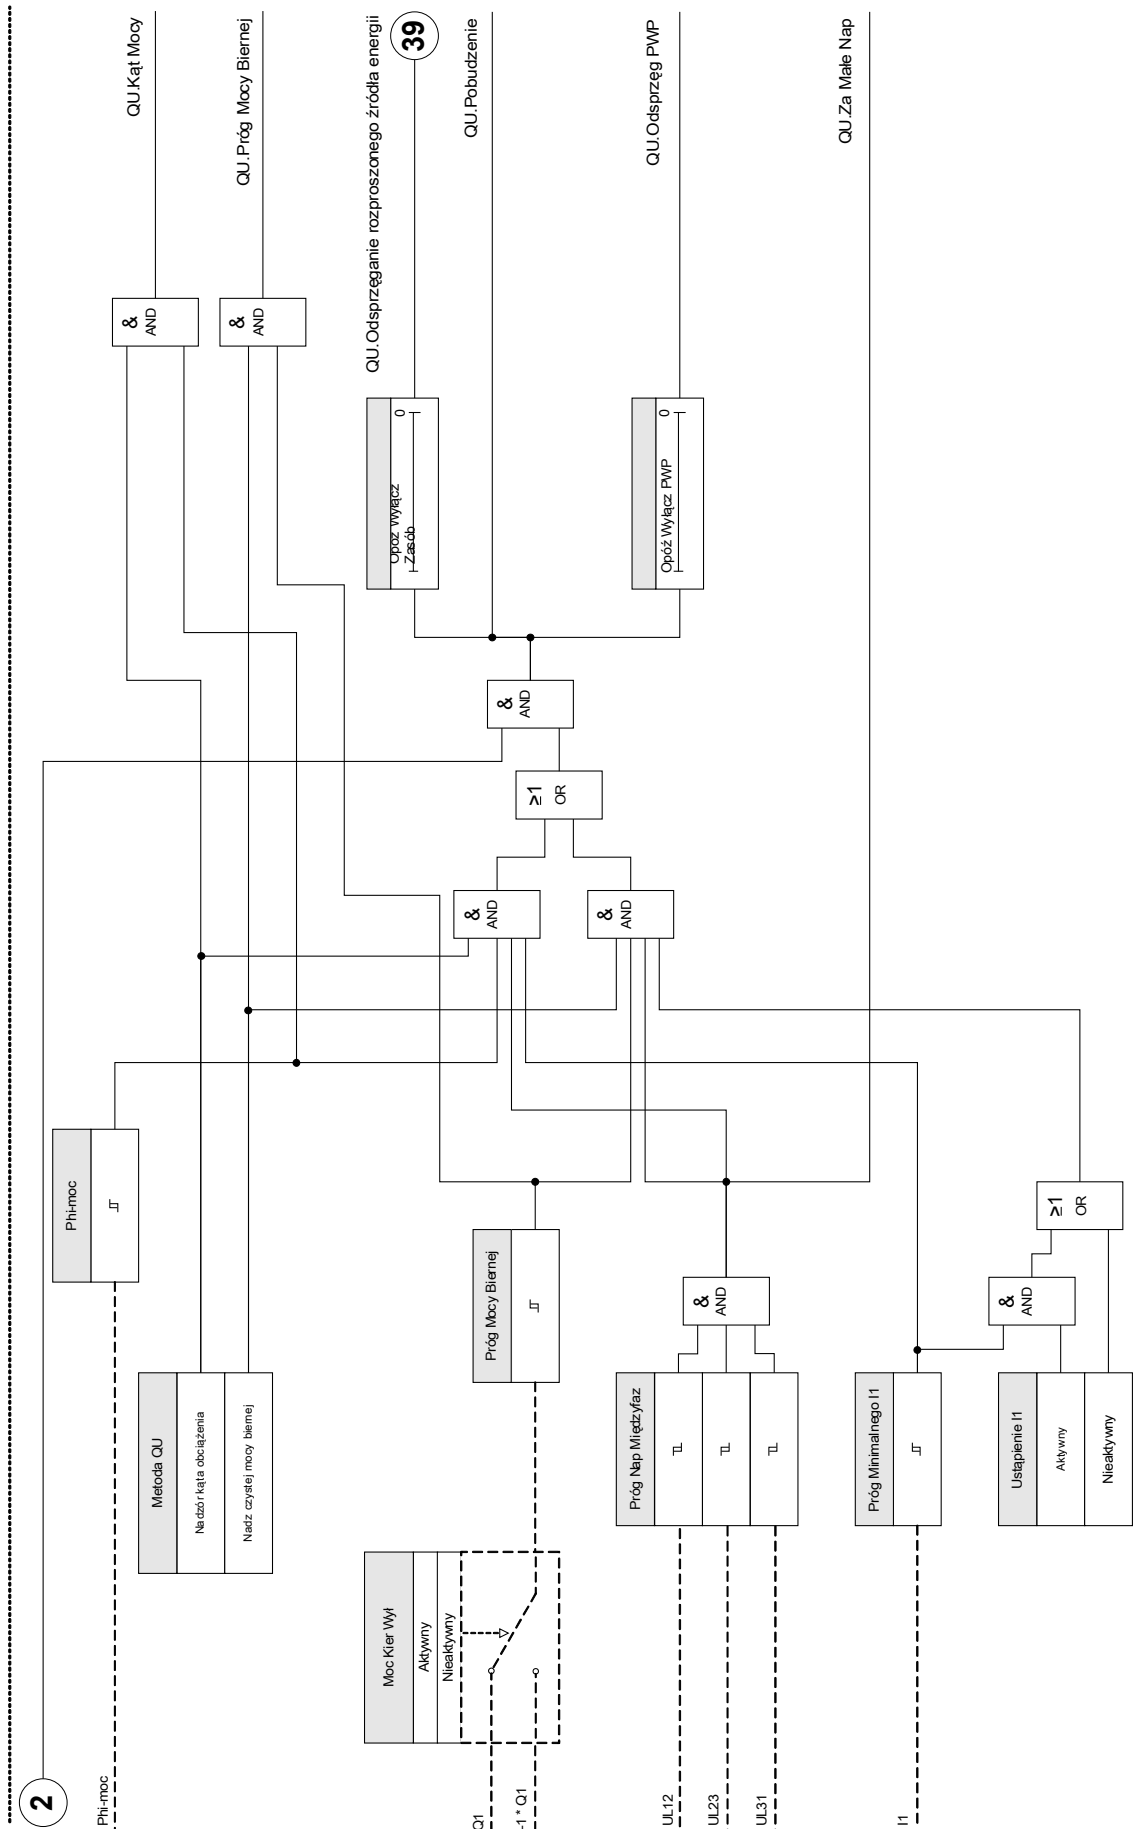 2
Phi-moc
Phi-moc
Metoda QU
Nadzór kąta obciążenia
Nadz czystej mocy biernej
&
AND
QU.Kąt Mocy
&
AND
QU.Próg Mocy Biernej
Q1
-1 * Q1
Moc Kier Wył
Aktywny
Nieaktywny
Próg Mocy Biernej
&
AND
&
AND
≥1
OR
&
AND
Opóź Wyłącz
Zasób
0
QU.Odsprzęganie rozproszonego źródła energii
39
QU.Pobudzenie
Opóź Wyłącz PWP
0
QU.Odsprzęg PWP
UL12
UL23
UL31
Próg Nap Międzyfaz
&
AND
QU.Za Małe Nap
I1
Próg Minimalnego I1
Ustąpienie I1
Aktywny
Nieaktywny
&
AND
≥1
OR